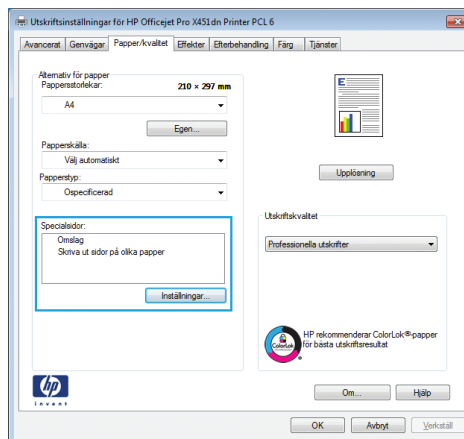 Utskriftsinställningar för HP Officejet Pro X451dn Printer PCL 6
Avancerat Genvägar Papper/kvalitet Effekter Efterbehandling Färg Tjänster
Alternativ för papper
Pappersstorlekar: 210 × 297 mm
A4
Egen...
Papperskälla:
Välj automatiskt
Papperstyp:
Ospecificerad
Specialsidor:
Omslag
Skriva ut sidor på olika papper
Inställningar...
E
Upplösning
Utskriftskvalitet
Professionella utskrifter
ColorLok
HP rekommenderar ColorLok®-papper
för bästa utskriftsresultat
hp
invent
Om... Hjälp
OK Avbryt Verkställ